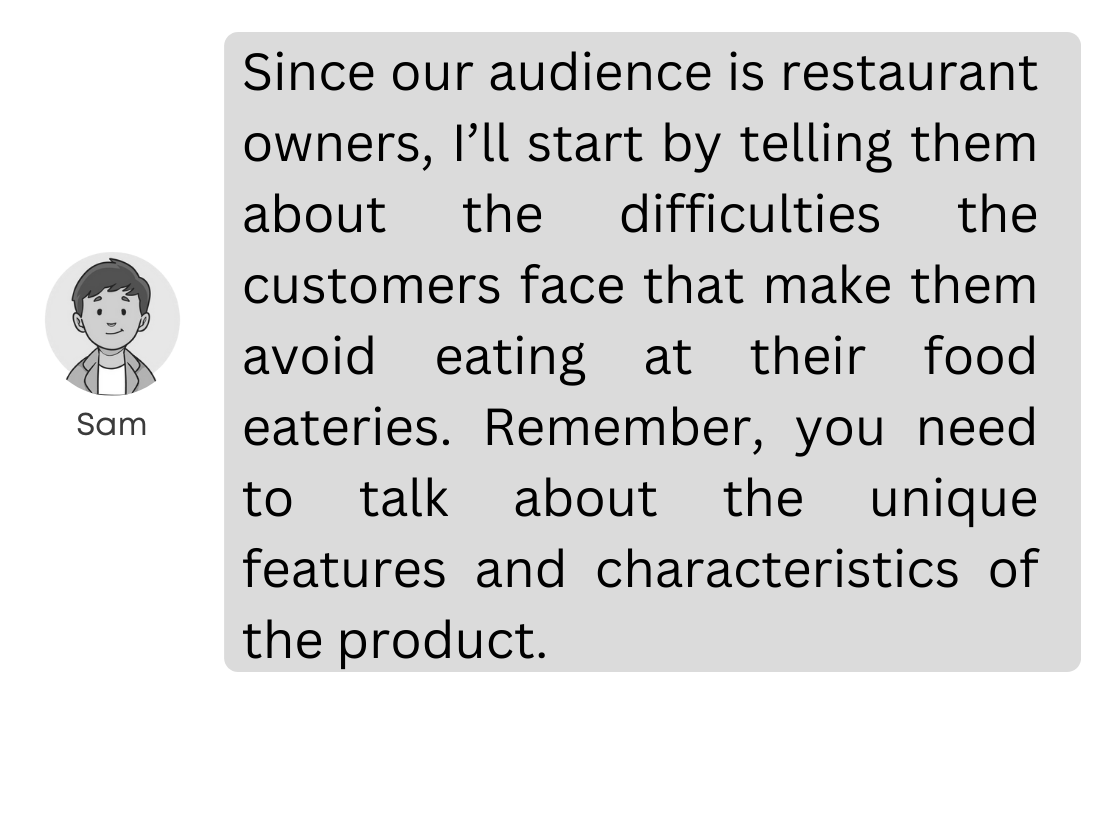 Since our audience is restaurant
owners, I’ll start by telling them
about the difficulties the
customers face that make them
avoid eating at their food
eateries. Remember, you need
to talk about the unique
features and characteristics of
the product.
Sam